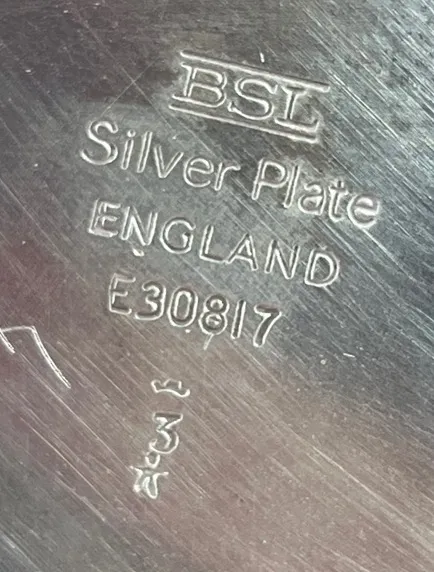 BSL
Silver Plate
ENGLAND
E30817
3